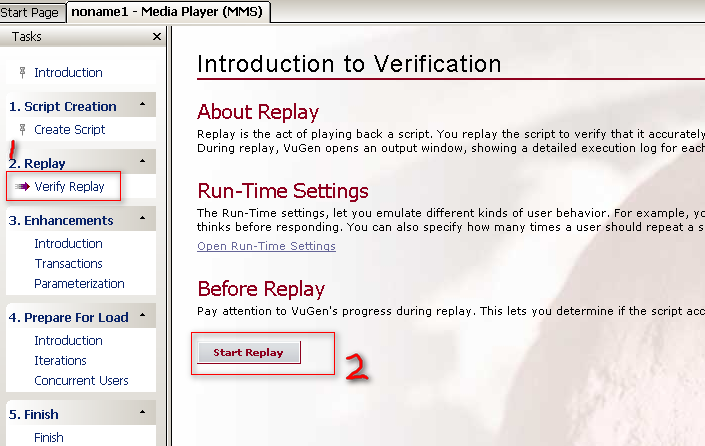 Start Page
noname1 - Media Player (MMS)
Tasks
Introduction
1. Script Creation
Create Script
1
2. Replay
Verify Replay
3. Enhancements
Introduction
Transactions
Parameterization
4. Prepare For Load
Introduction
Iterations
Concurrent Users
5. Finish
Finish
Introduction to Verification
About Replay
Replay is the act of playing back a script. You replay the script to verify that it accurately
During replay, VuGen opens an output window, showing a detailed execution log for each
Run-Time Settings
The Run-Time settings, let you emulate different kinds of user behavior. For example, yo
thinks before responding. You can also specify how many times a user should repeat a s
Open Run-Time Settings
Before Replay
Pay attention to VuGen's progress during replay. This lets you determine if the script acc
Start Replay
2